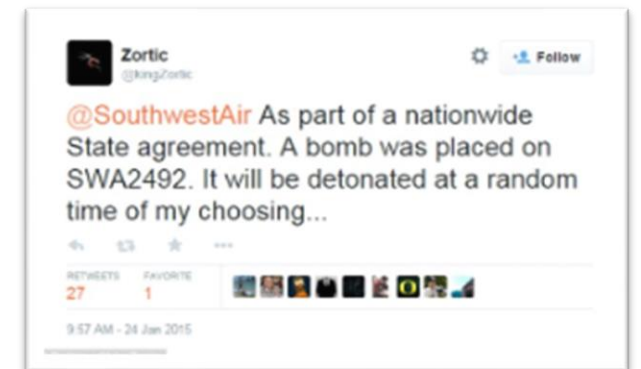 Zortic
@kingZortic
Follow
@SouthwestAir As part of a nationwide
State agreement. A bomb was placed on
SWA2492. It will be detonated at a random
time of my choosing...
RETWEETS FAVORITE
27 1
9:57 AM - 24 Jan 2015